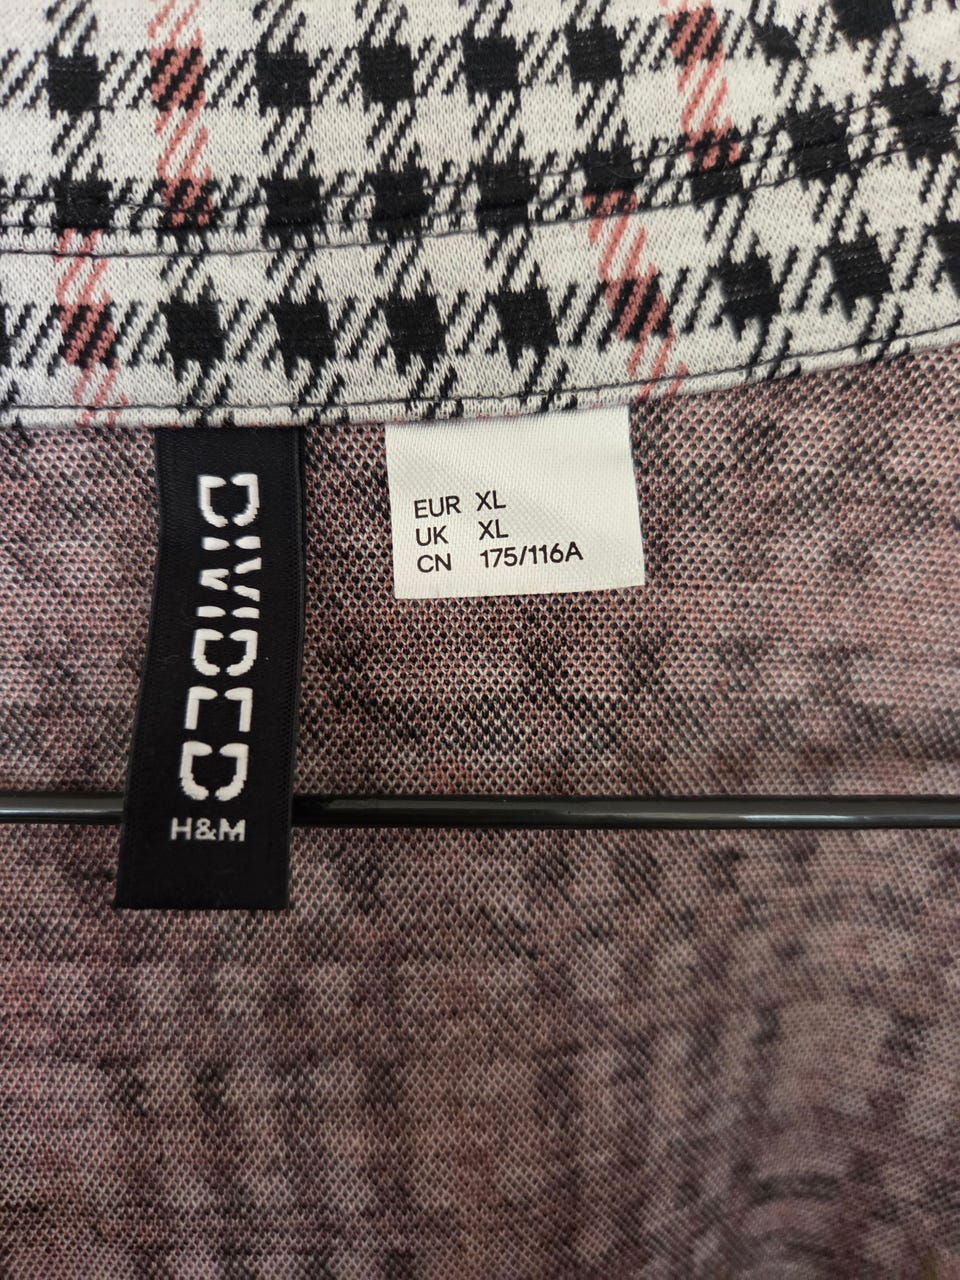 DIVIDED
H&M
EUR XL
UK XL
CN 175/116A